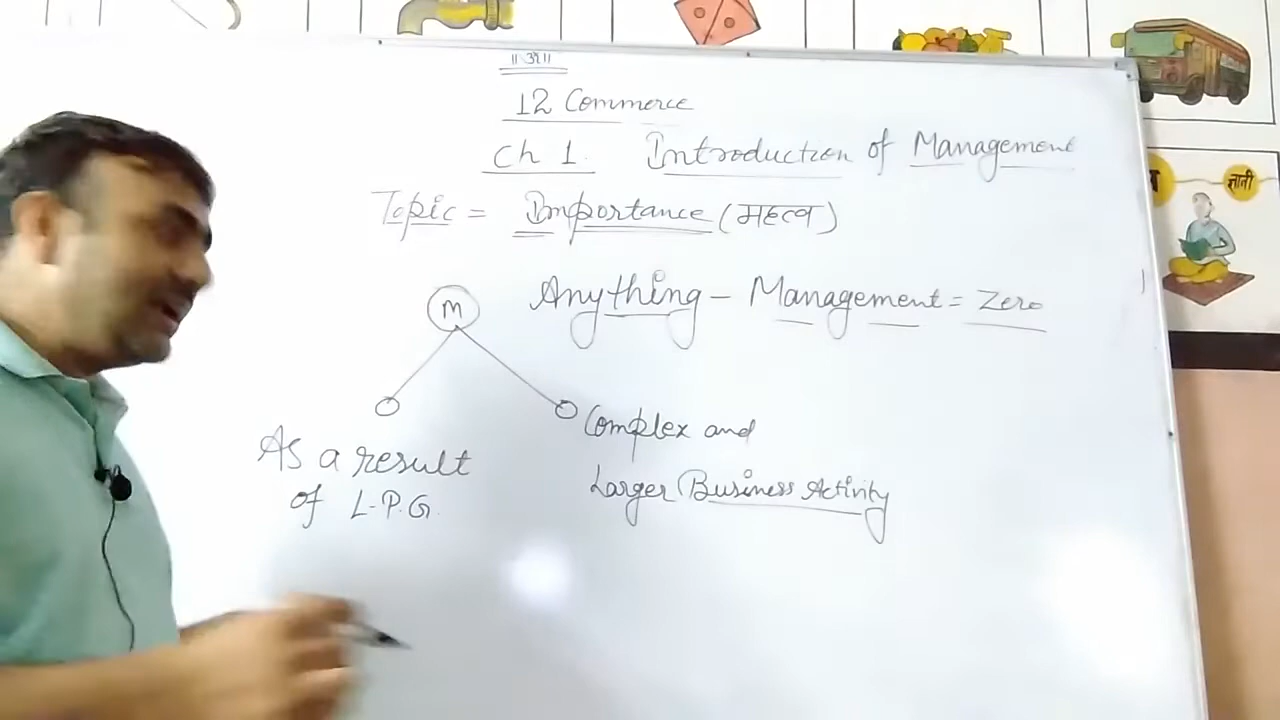 ॥ॐ॥
12 Commerce
Ch 1. Introduction of Management
Topic = Importance (महत्व)
Anything - Management = Zero
M
As a result
of L.P.G.
Complex and
Larger Business Activity
ज्ञानी